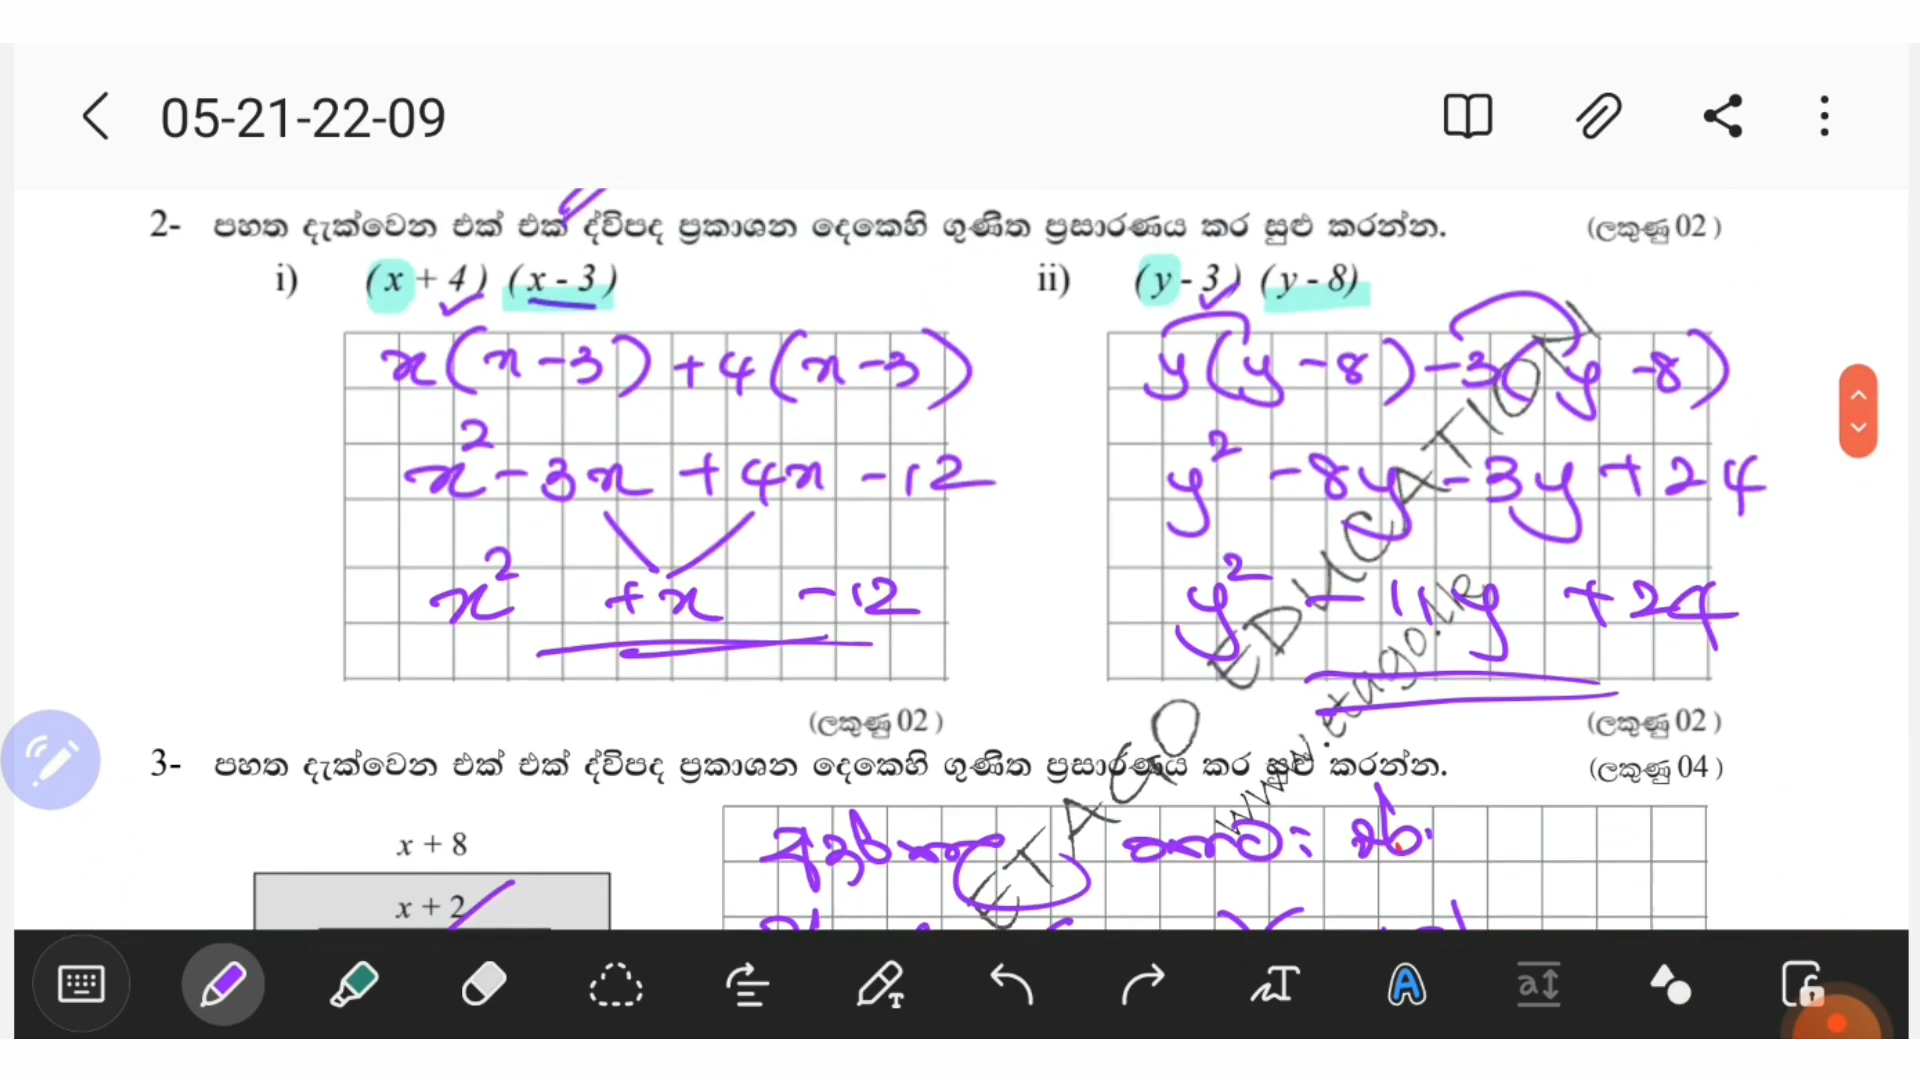 05-21-22-09
2- පහත දැක්වෙන එක් එක් ද්විපද ප්‍රකාශන දෙකෙහි ගුණිත ප්‍රසාරණය කර සුළු කරන්න. (ලකුණු 02)
i) (x + 4) (x - 3) ii) (y - 3) (y - 8)
x(x-3)+4(x-3) y(y-8)-3(y-8)
x²-3x+4x-12 y²-8y-3y+24
x² +x -12 y² -11y +24
(ලකුණු 02) (ලකුණු 02)
3- පහත දැක්වෙන එක් එක් ද්විපද ප්‍රකාශන දෙකෙහි ගුණිත ප්‍රසාරණය කර සුළු කරන්න. (ලකුණු 04)
x + 8
x + 2
ETAGO EDUCATION
www.etago.lk